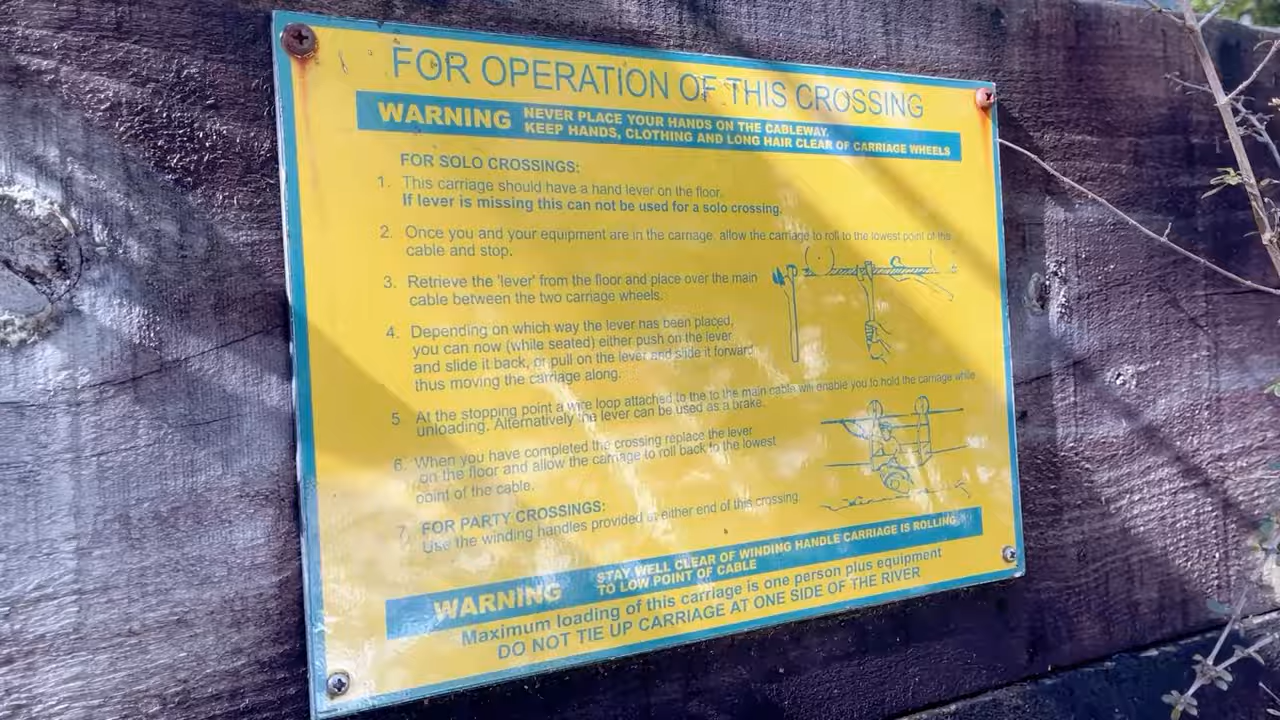 FOR OPERATION OF THIS CROSSING
WARNING NEVER PLACE YOUR HANDS ON THE CABLEWAY.
KEEP HANDS, CLOTHING AND LONG HAIR CLEAR OF CARRIAGE WHEELS
FOR SOLO CROSSINGS:
1. This carriage should have a hand lever on the floor.
If lever is missing this can not be used for a solo crossing.
2. Once you and your equipment are in the carriage, allow the carriage to roll to the lowest point of the
cable and stop.
3. Retrieve the 'lever' from the floor and place over the main
cable between the two carriage wheels.
4. Depending on which way the lever has been placed,
you can now (while seated) either push on the lever
and slide it back, or pull on the lever and slide it forward
thus moving the carriage along.
5 At the stopping point a wire loop attached to the to the main cable will enable you to hold the carriage while
unloading. Alternatively the lever can be used as a brake.
6. When you have completed the crossing replace the lever
on the floor and allow the carriage to roll back to the lowest
point of the cable.
7. FOR PARTY CROSSINGS:
Use the winding handles provided at either end of this crossing.
WARNING STAY WELL CLEAR OF WINDING HANDLE CARRIAGE IS ROLLING
TO LOW POINT OF CABLE
Maximum loading of this carriage is one person plus equipment
DO NOT TIE UP CARRIAGE AT ONE SIDE OF THE RIVER